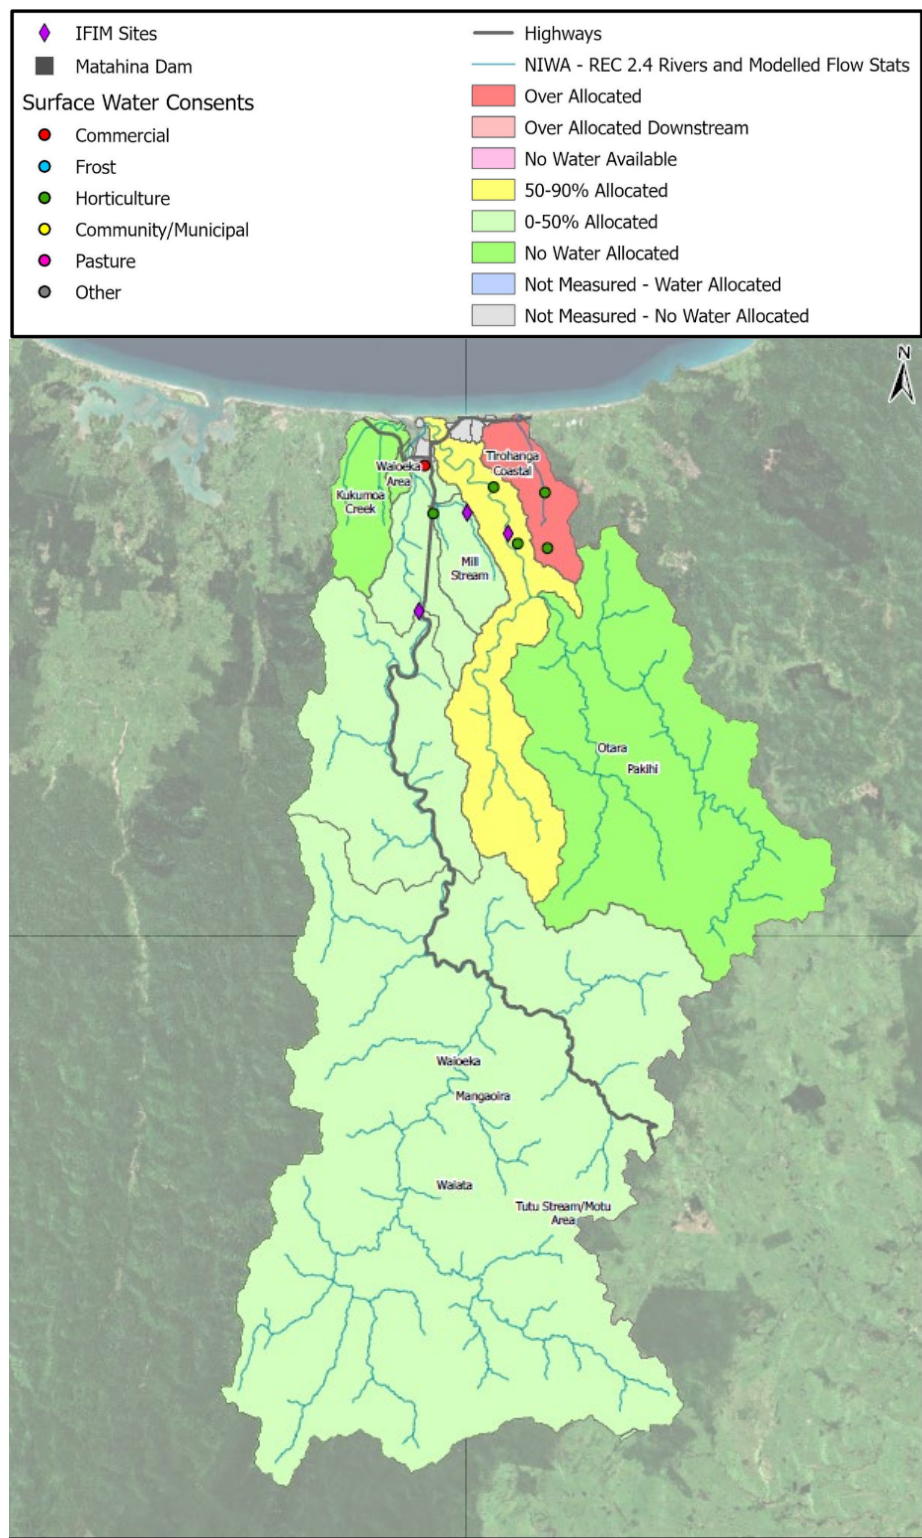 IFIM Sites
Matahina Dam
Surface Water Consents
Commercial
Frost
Horticulture
Community/Municipal
Pasture
Other
Highways
NIWA - REC 2.4 Rivers and Modelled Flow Stats
Over Allocated
Over Allocated Downstream
No Water Available
50-90% Allocated
0-50% Allocated
No Water Allocated
Not Measured - Water Allocated
Not Measured - No Water Allocated
N
Waioeka
Area
Tirohanga
Coastal
Kukumoa
Creek
Mill
Stream
Otara
Pakihi
Waioeka
Mangaoira
Waiata
Tutu Stream/Motu
Area